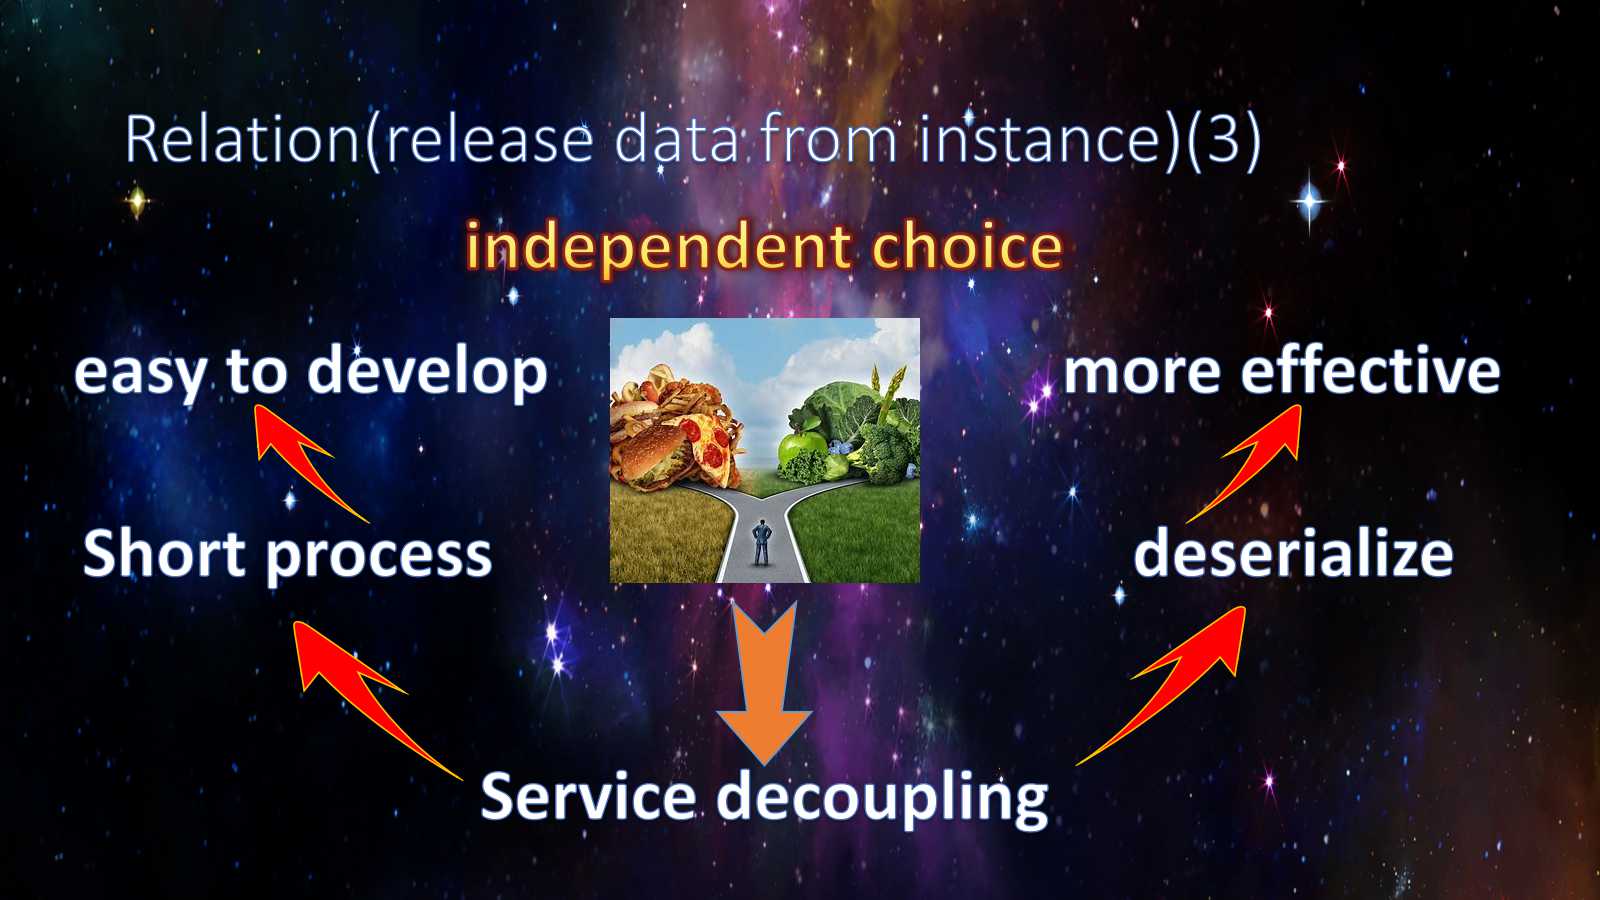 Relation(release data from instance)(3)
independent choice
easy to develop
more effective
Short process
deserialize
Service decoupling